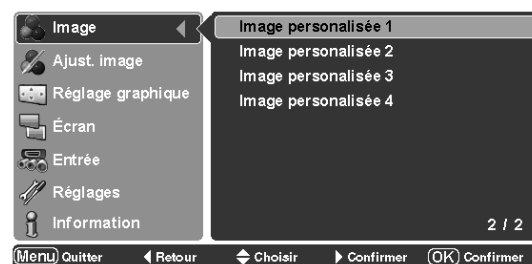 Image
Ajust. image
Réglage graphique
Écran
Entrée
Réglages
Information
Image personalisée 1
Image personalisée 2
Image personalisée 3
Image personalisée 4
2 / 2
Menu Quitter Retour Choisir Confirmer OK Confirmer